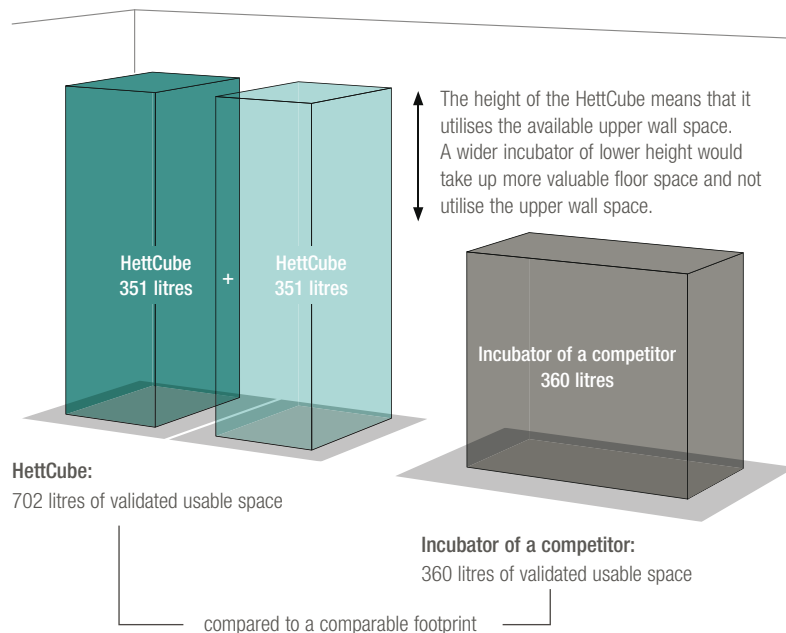 The height of the HettCube means that it
utilises the available upper wall space.
A wider incubator of lower height would
take up more valuable floor space and not
utilise the upper wall space.
HettCube
351 litres
+
HettCube
351 litres
Incubator of a competitor
360 litres
HettCube:
702 litres of validated usable space
Incubator of a competitor:
360 litres of validated usable space
compared to a comparable footprint